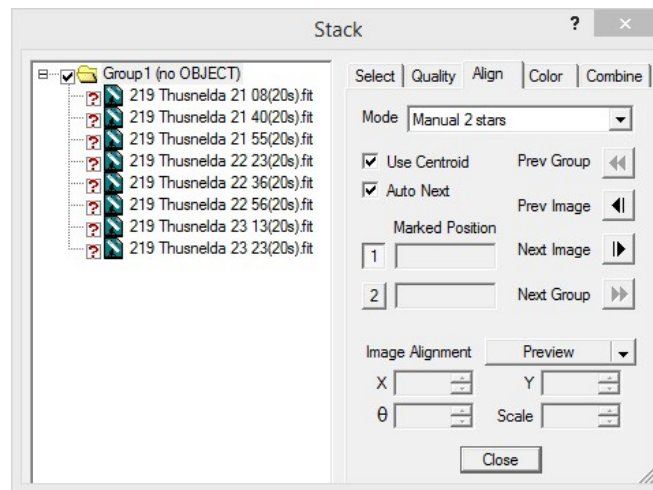 Stack ? ×
Group1 (no OBJECT)
219 Thusnelda 21 08(20s).fit
219 Thusnelda 21 40(20s).fit
219 Thusnelda 21 55(20s).fit
219 Thusnelda 22 23(20s).fit
219 Thusnelda 22 36(20s).fit
219 Thusnelda 22 56(20s).fit
219 Thusnelda 23 13(20s).fit
219 Thusnelda 23 23(20s).fit
Select Quality Align Color Combine
Mode Manual 2 stars
Use Centroid Prev Group
Auto Next
Prev Image
Marked Position
1 Next Image
2 Next Group
Image Alignment Preview
X Y
θ Scale
Close